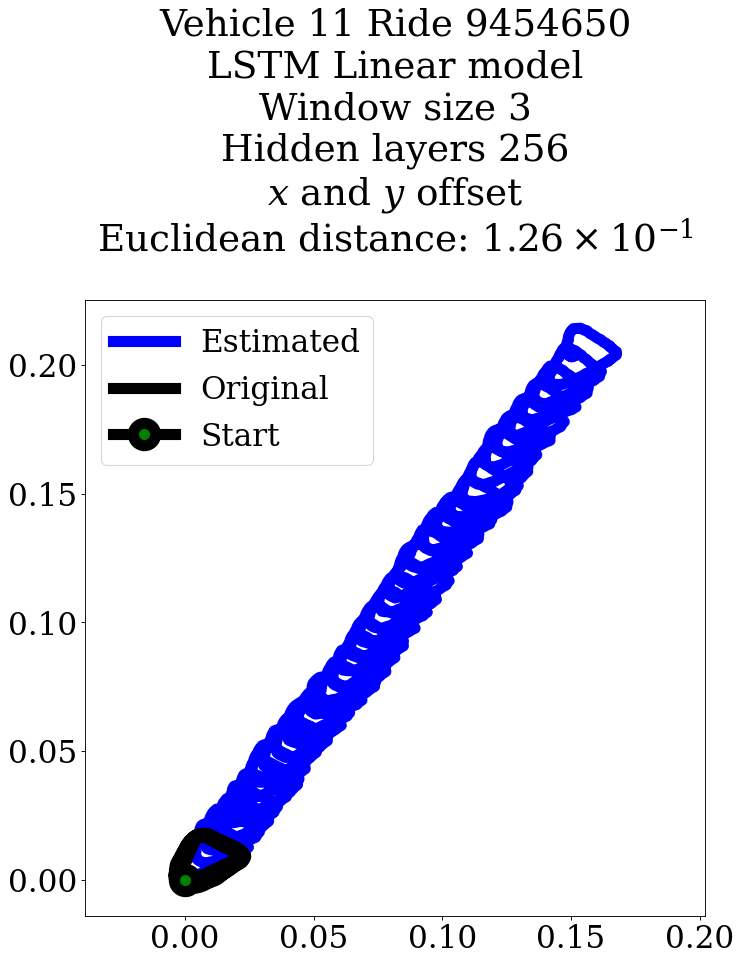 Vehicle 11 Ride 9454650
LSTM Linear model
Window size 3
Hidden layers 256
x and y offset
Euclidean distance: 1.26 × 10⁻¹
Estimated
Original
Start
0.20
0.15
0.10
0.05
0.00
0.00 0.05 0.10 0.15 0.20